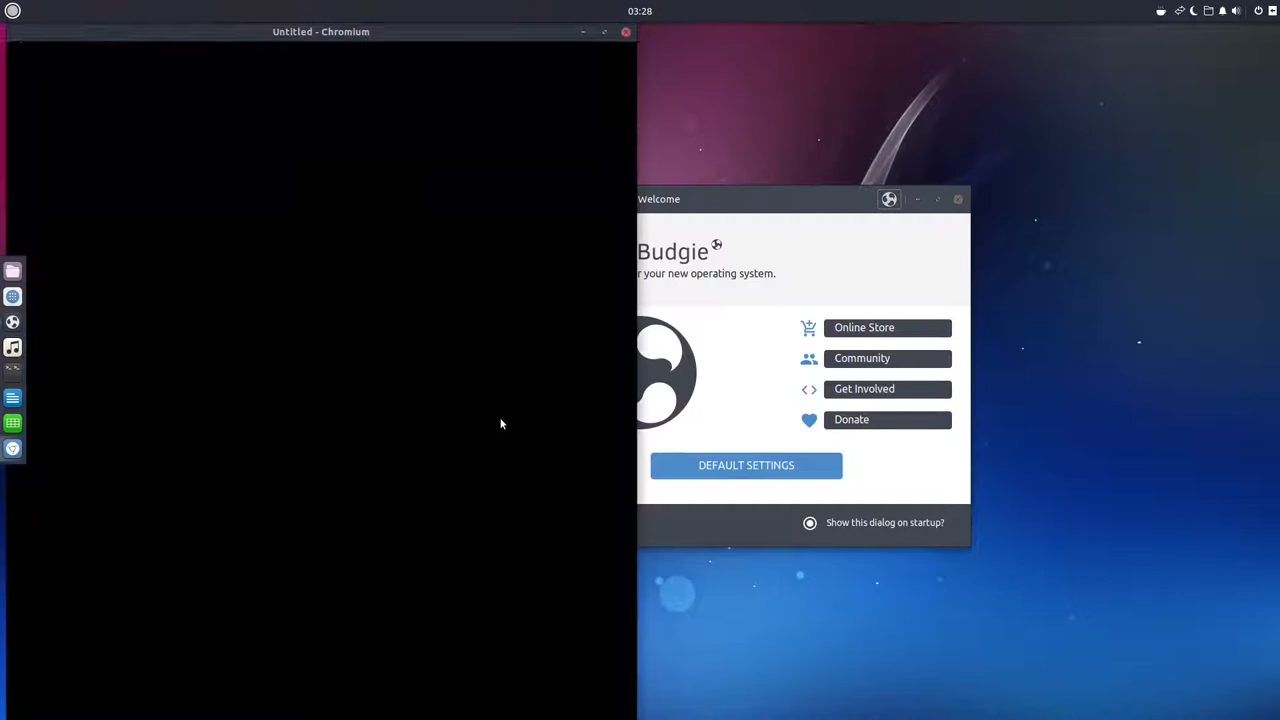 03:28
Untitled - Chromium
Welcome
Budgie
r your new operating system.
Online Store
Community
Get Involved
Donate
DEFAULT SETTINGS
Show this dialog on startup?